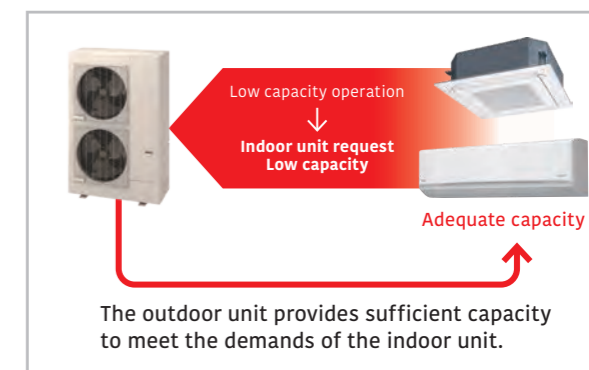 Low capacity operation
Indoor unit request
Low capacity
Adequate capacity
The outdoor unit provides sufficient capacity
to meet the demands of the indoor unit.